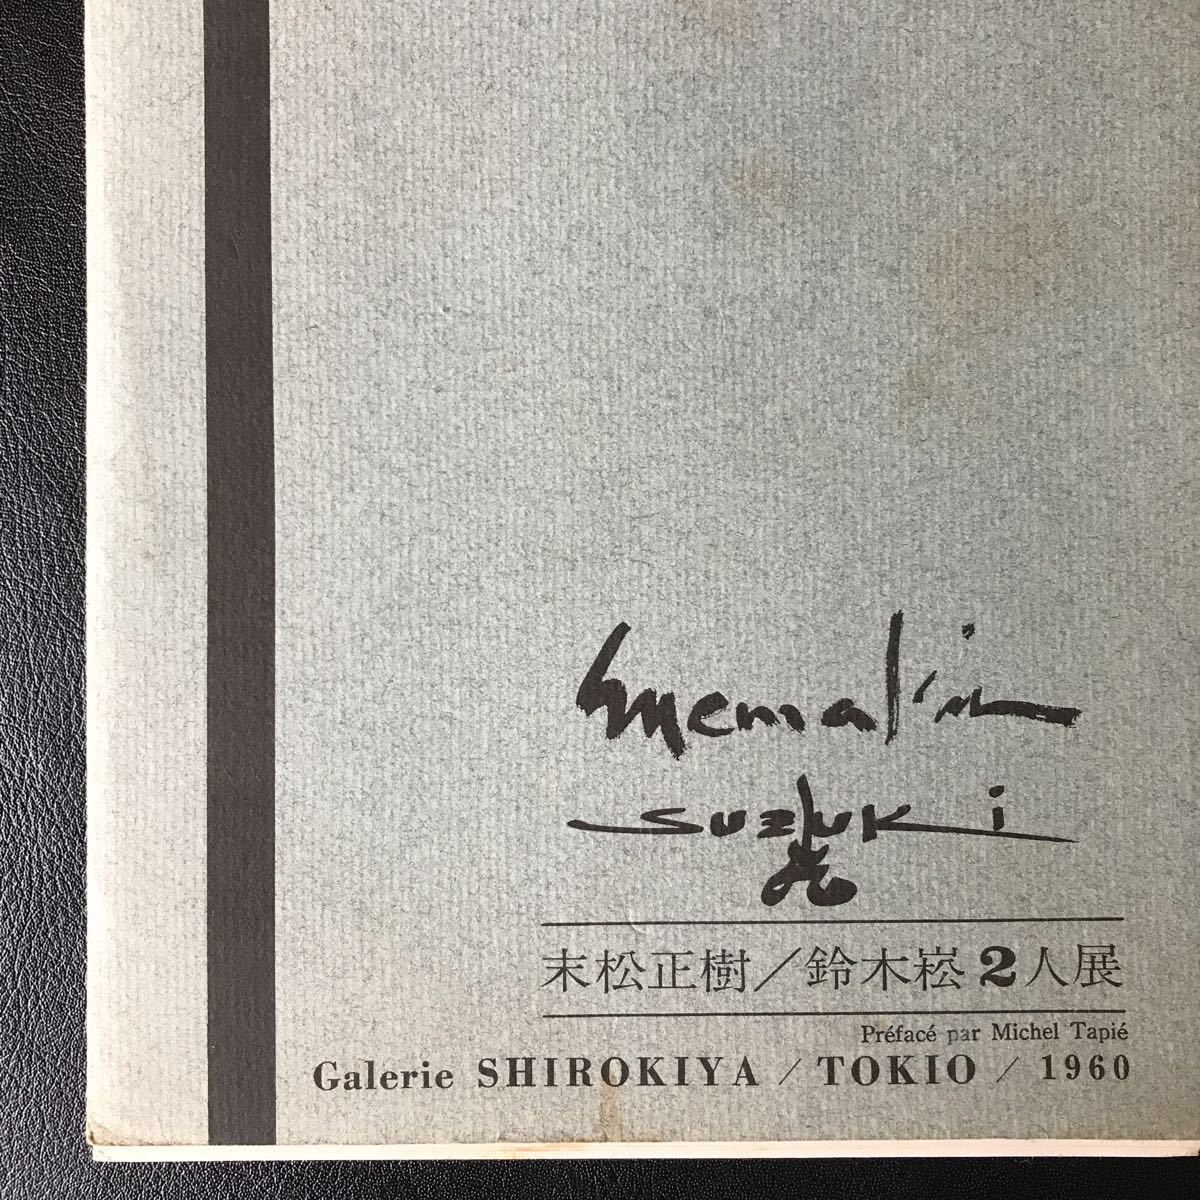 suzuki
末松正樹／鈴木崧2人展
Préfacé par Michel Tapié
Galerie SHIROKIYA / TOKIO / 1960